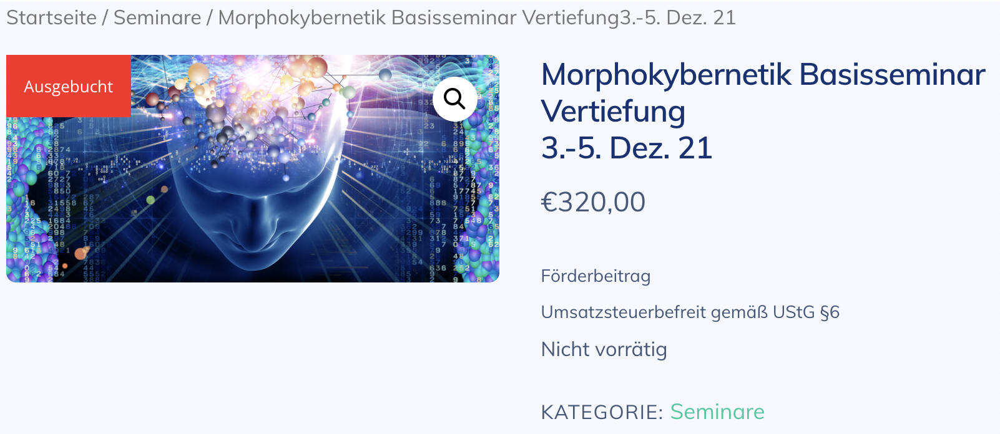 Startseite / Seminare / Morphokybernetik Basisseminar Vertiefung3.-5. Dez. 21
Ausgebucht
Morphokybernetik Basisseminar
Vertiefung
3.-5. Dez. 21
€320,00
Förderbeitrag
Umsatzsteuerbefreit gemäß UStG §6
Nicht vorrätig
KATEGORIE: Seminare